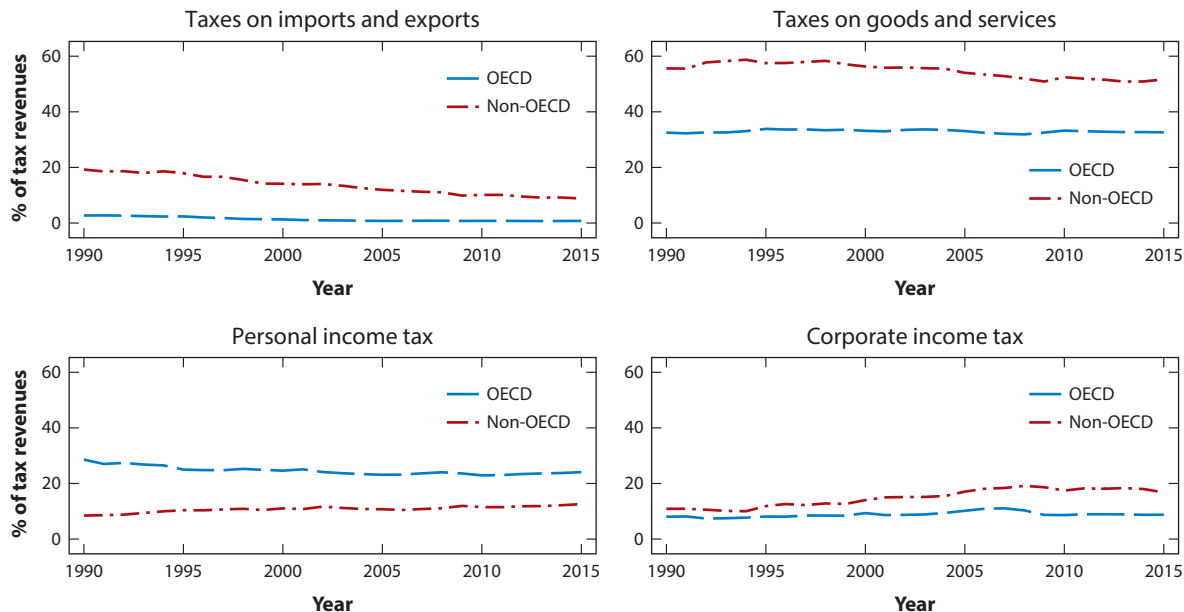 Taxes on imports and exports
% of tax revenues
60
40
20
0
OECD
Non-OECD
1990 1995 2000 2005 2010 2015
Year
Taxes on goods and services
60
40
20
0
OECD
Non-OECD
1990 1995 2000 2005 2010 2015
Year
Personal income tax
% of tax revenues
60
40
20
0
OECD
Non-OECD
1990 1995 2000 2005 2010 2015
Year
Corporate income tax
60
40
20
0
OECD
Non-OECD
1990 1995 2000 2005 2010 2015
Year